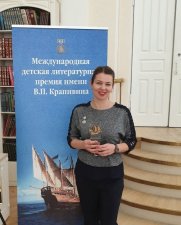 Международная
детская литературная
премия имени
В.П. Крапивина